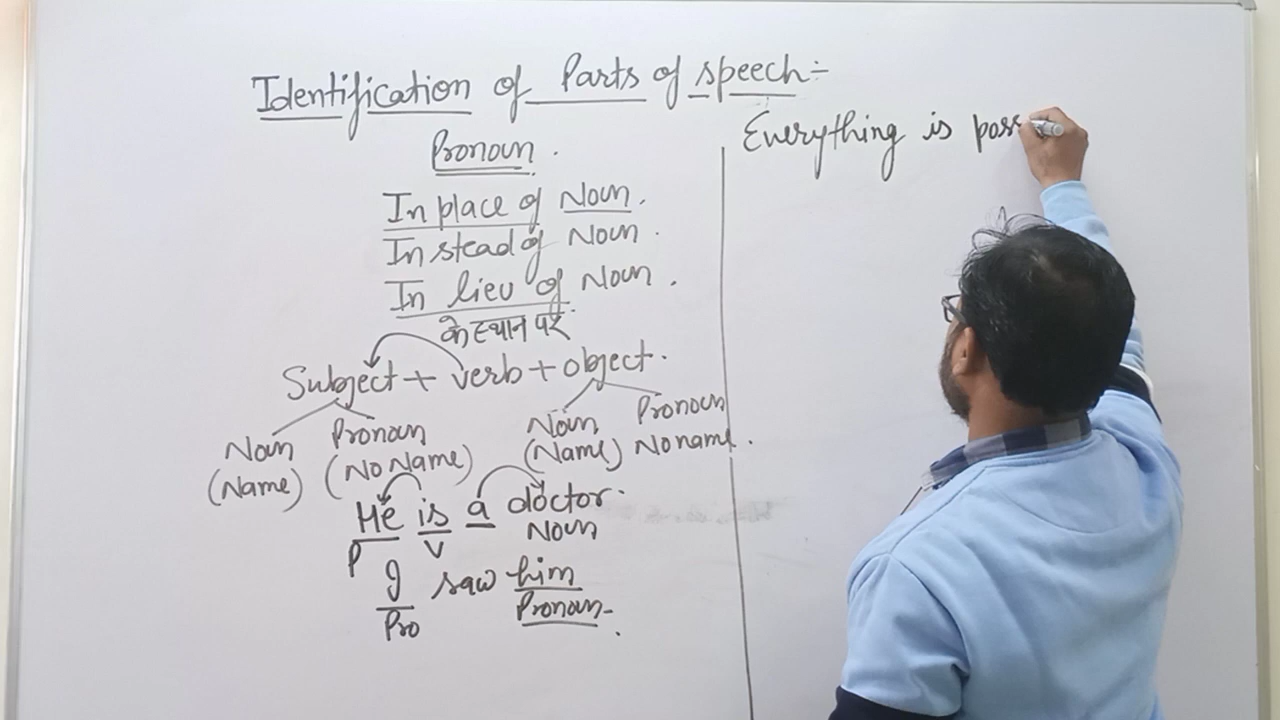 Identification of Parts of speech:-
Pronoun.
In place of Noun.
In stead of Noun.
In lieu of Noun.
के स्थान पर
Subject + verb + object.
Noun Pronoun Noun Pronoun
(Name) (No Name) (Name) No name.
He is a doctor.
P V Noun
I saw him
Pro Pronoun.
Everything is poss